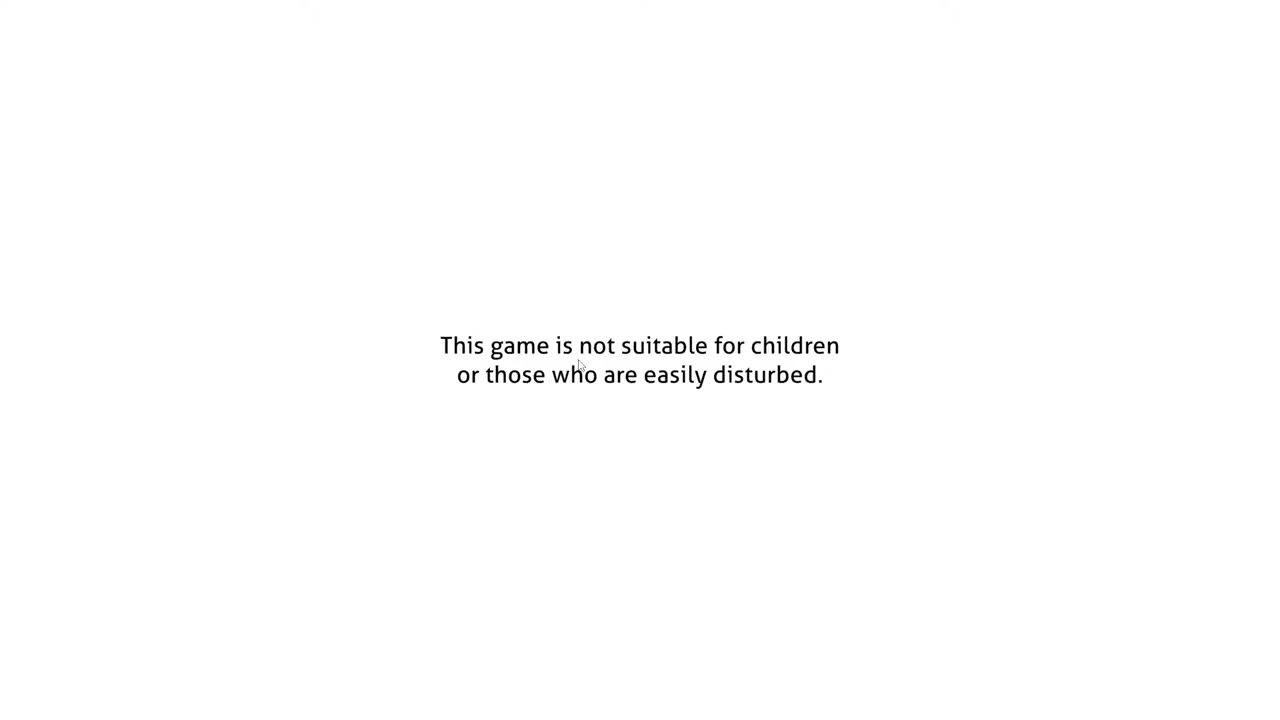 This game is not suitable for children
or those who are easily disturbed.